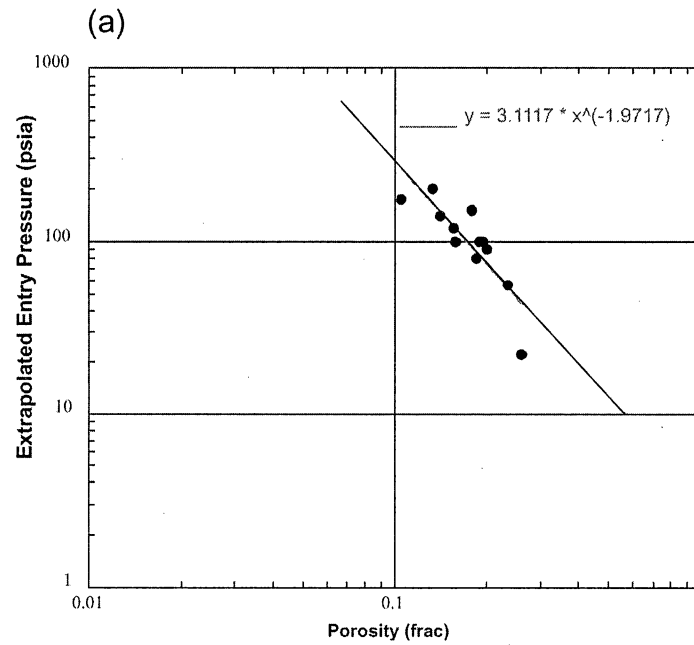 (a)
1000
y = 3.1117 * x^(-1.9717)
100
10
1
Extrapolated Entry Pressure (psia)
0.01
0.1
Porosity (frac)